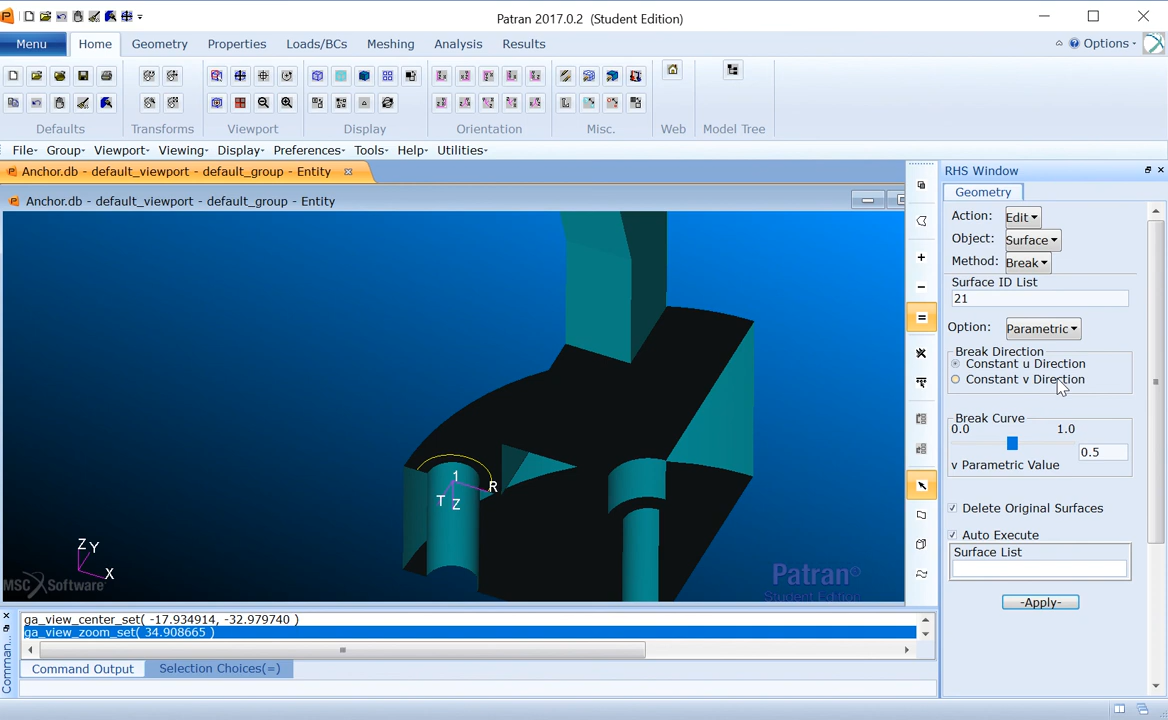 Patran 2017.0.2 (Student Edition)
Menu Home Geometry Properties Loads/BCs Meshing Analysis Results
Options
Defaults Transforms Viewport Display Orientation Misc. Web Model Tree
File Group Viewport Viewing Display Preferences Tools Help Utilities
Anchor.db - default_viewport - default_group - Entity
Anchor.db - default_viewport - default_group - Entity
RHS Window
Geometry
Action: Edit
Object: Surface
Method: Break
Surface ID List
21
Option: Parametric
Break Direction
Constant u Direction
Constant v Direction
Break Curve
0.0 1.0
0.5
v Parametric Value
Delete Original Surfaces
Auto Execute
Surface List
-Apply-
1
T R
Z
Z Y
X
MSC Software
Patran
Student Edition
ga_view_center_set( -17.934914, -32.979740 )
ga_view_zoom_set( 34.908665 )
Command Output Selection Choices(=)
Comman...